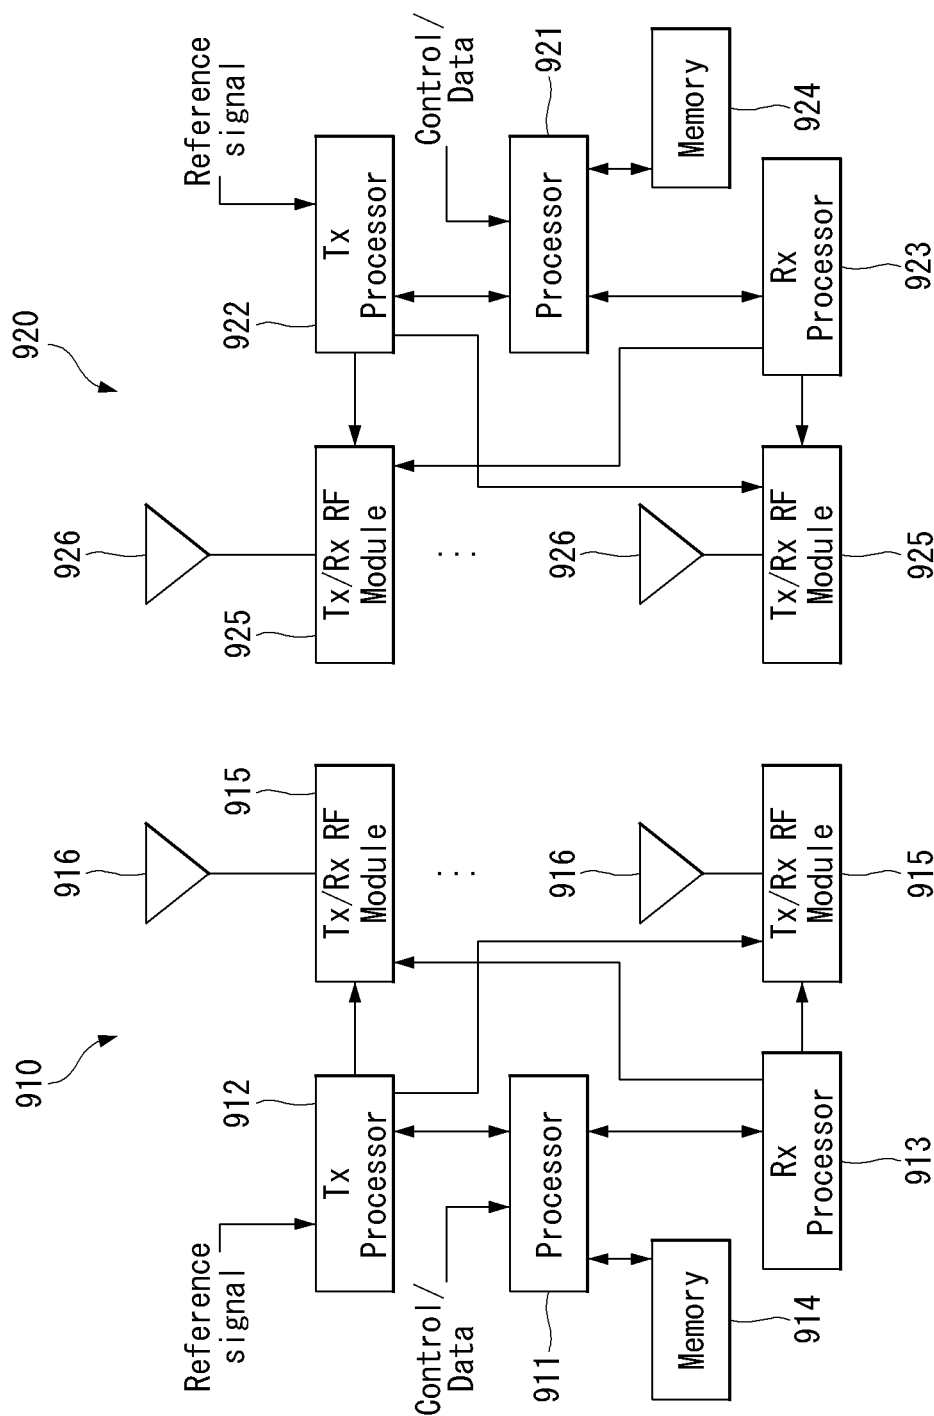 910
920
916
926
Reference
signal
Reference
signal
912
915
925
922
Tx
Processor
Tx/Rx RF
Module
Tx/Rx RF
Module
Tx
Processor
Control/
Data
...
...
Control/
Data
911
Processor
916
926
Processor
921
Memory
Memory
914
924
Rx
Processor
Tx/Rx RF
Module
Tx/Rx RF
Module
Rx
Processor
913
915
925
923